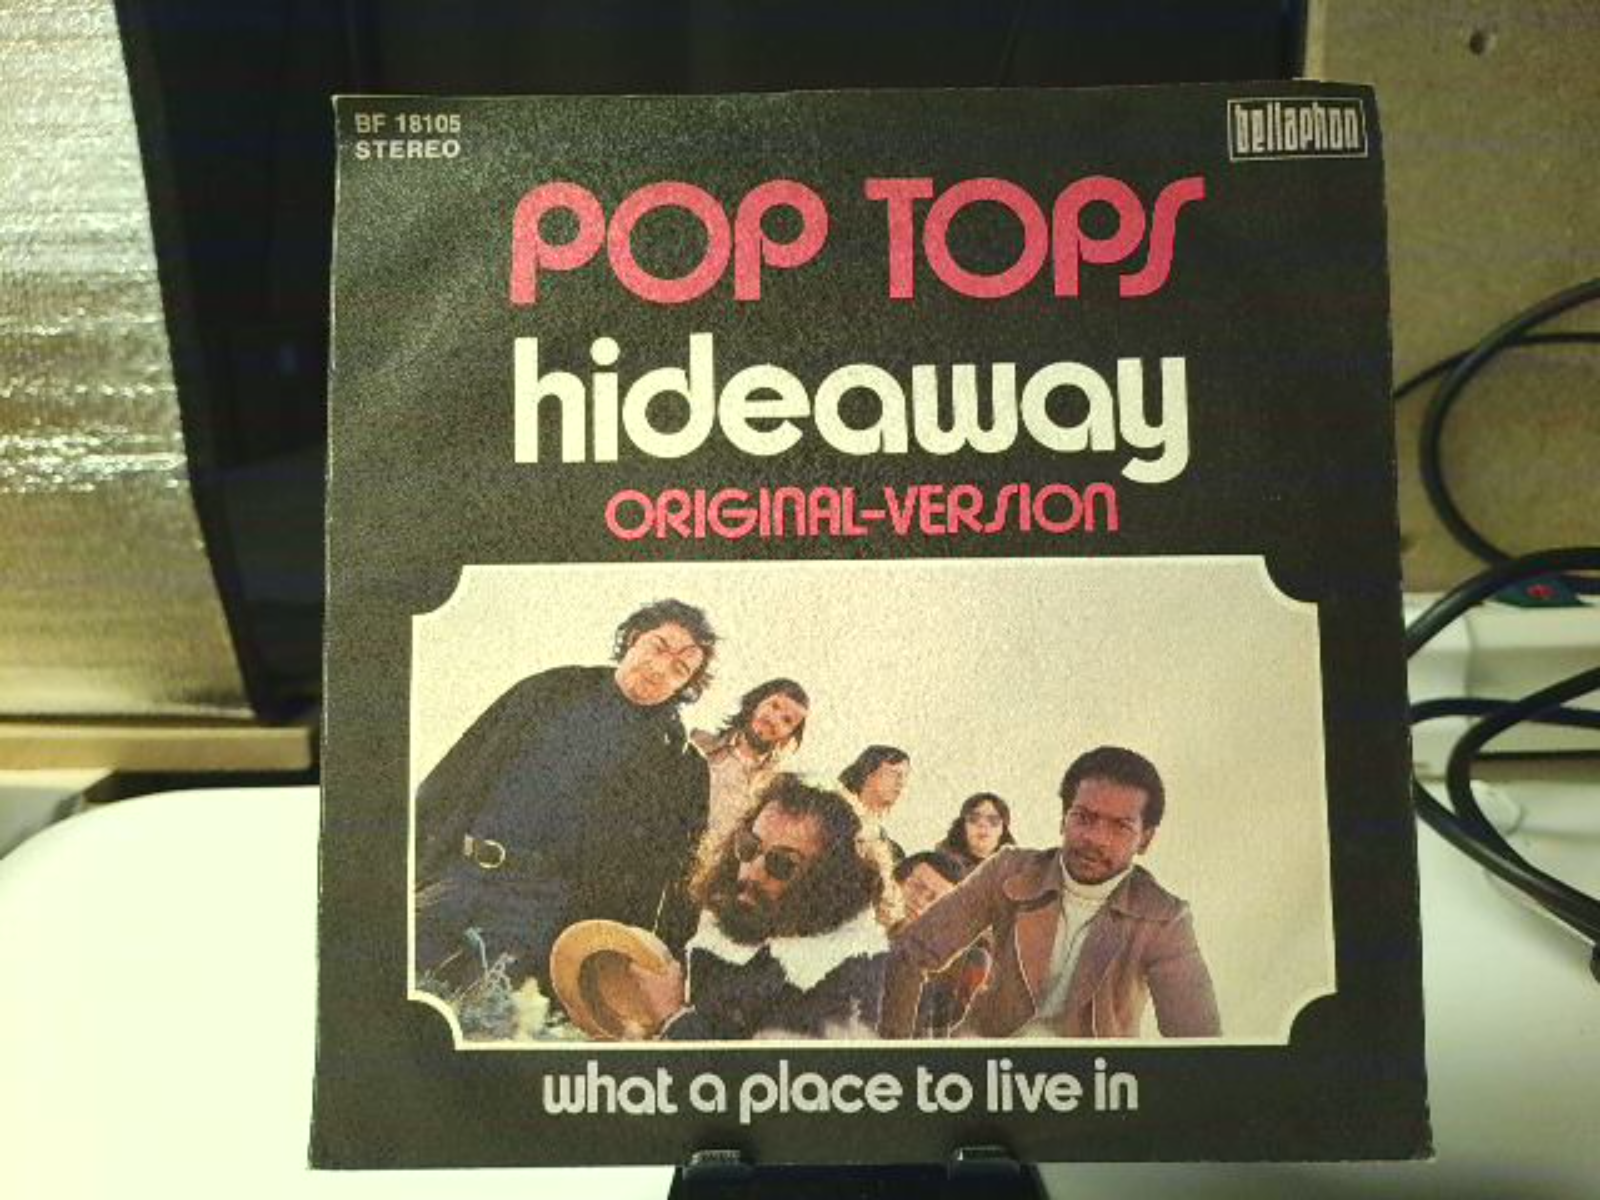 BF 18105
STEREO
bellaphon
POP TOPS
hideaway
ORIGINAL-VERSION
what a place to live in